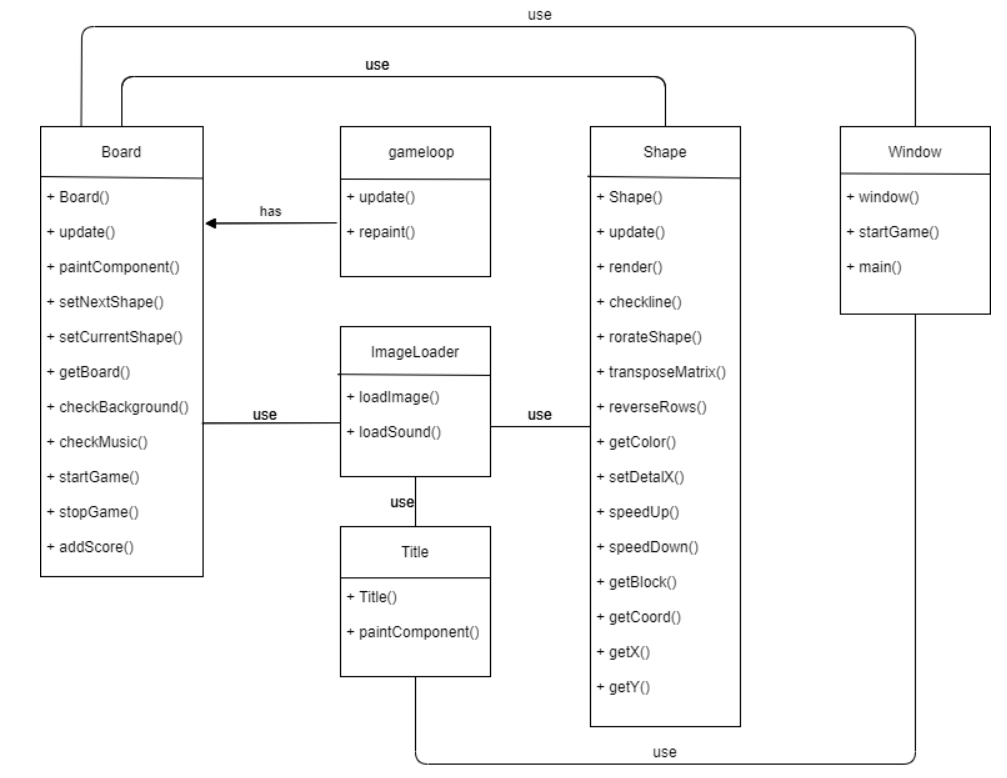 use
use
Board
+ Board()
+ update()
+ paintComponent()
+ setNextShape()
+ setCurrentShape()
+ getBoard()
+ checkBackground()
+ checkMusic()
+ startGame()
+ stopGame()
+ addScore()
has
gameloop
+ update()
+ repaint()
use
ImageLoader
+ loadImage()
+ loadSound()
use
use
Title
+ Title()
+ paintComponent()
Shape
+ Shape()
+ update()
+ render()
+ checkline()
+ rorateShape()
+ transposeMatrix()
+ reverseRows()
+ getColor()
+ setDetalX()
+ speedUp()
+ speedDown()
+ getBlock()
+ getCoord()
+ getX()
+ getY()
Window
+ window()
+ startGame()
+ main()
use